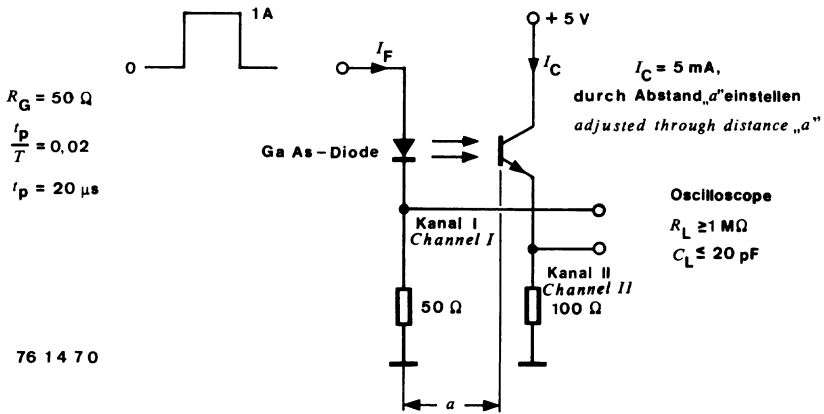 1A
0
I_F
+ 5 V
I_C
R_G = 50 Ω
t_p/T = 0,02
t_p = 20 μs
Ga As – Diode
I_C = 5 mA,
durch Abstand „a" einstellen
adjusted through distance „a"
Oscilloscope
R_L ≥ 1 MΩ
C_L ≤ 20 pF
Kanal I
Channel I
Kanal II
Channel II
50 Ω
100 Ω
76 1470
a